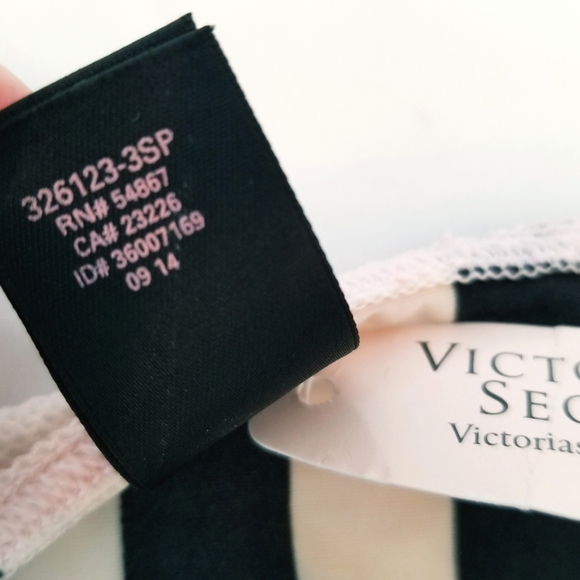 326123-3SP
RN# 54867
CA# 23226
ID# 36007169
09 14
VICTO
SEC
Victorias